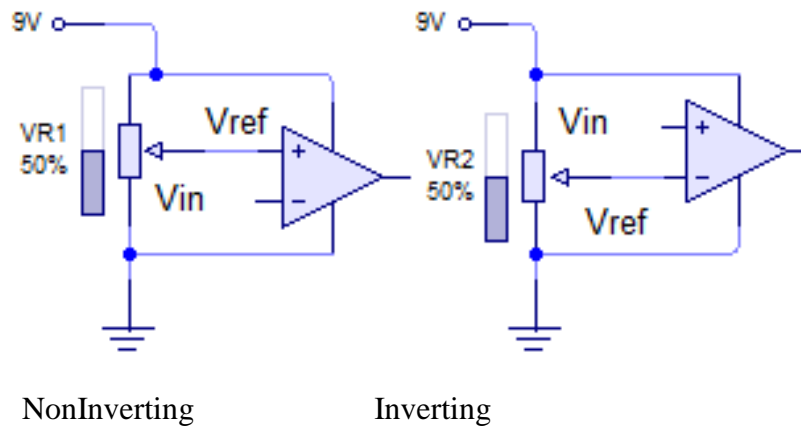 9V
VR1
50%
Vref
+
Vin
−
9V
VR2
50%
Vin
+
−
Vref
NonInverting
Inverting